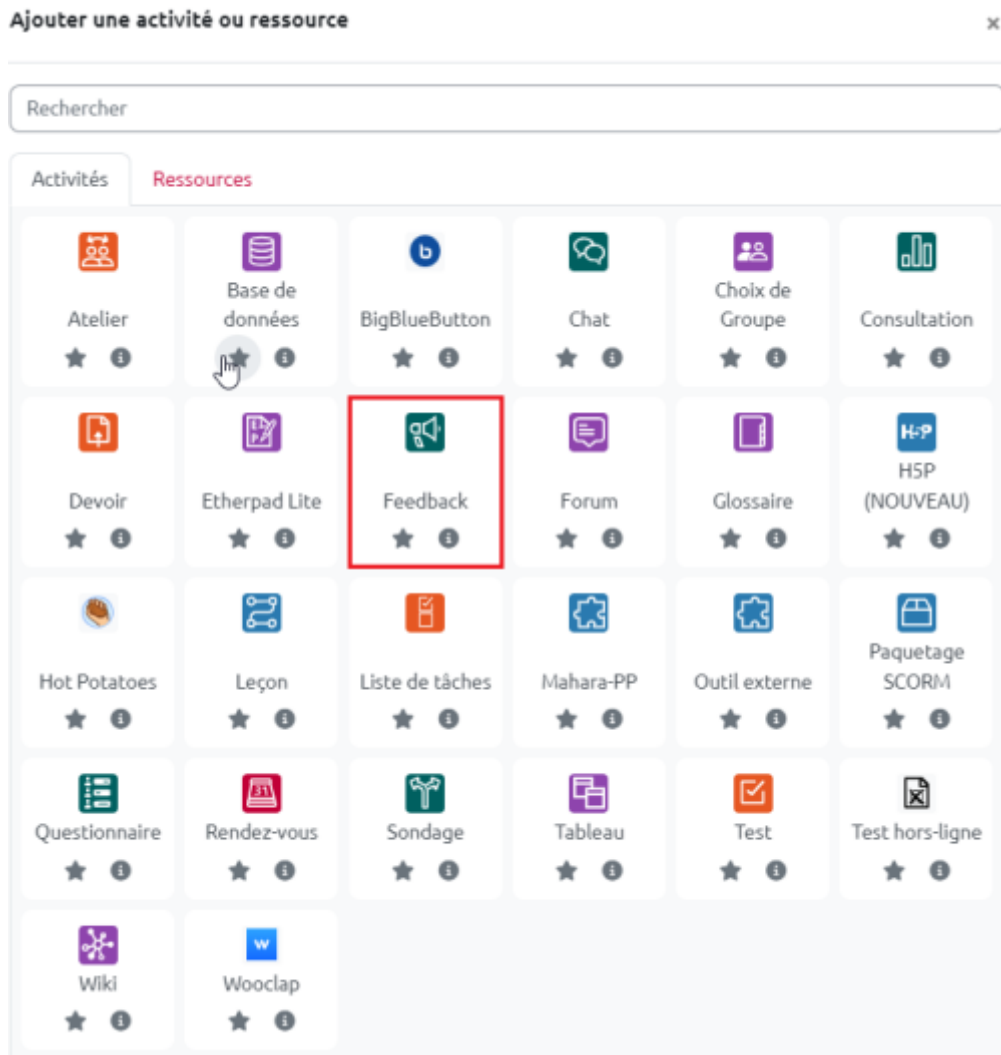 Ajouter une activité ou ressource
×
Rechercher
Activités
Ressources
Atelier
Base de
données
b
BigBlueButton
Chat
Choix de
Groupe
Consultation
Devoir
Etherpad Lite
Feedback
Forum
Glossaire
H5P
H5P
(NOUVEAU)
Hot Potatoes
Leçon
Liste de tâches
Mahara-PP
Outil externe
Paquetage
SCORM
Questionnaire
31
Rendez-vous
Sondage
Tableau
Test
Test hors-ligne
Wiki
w
Wooclap